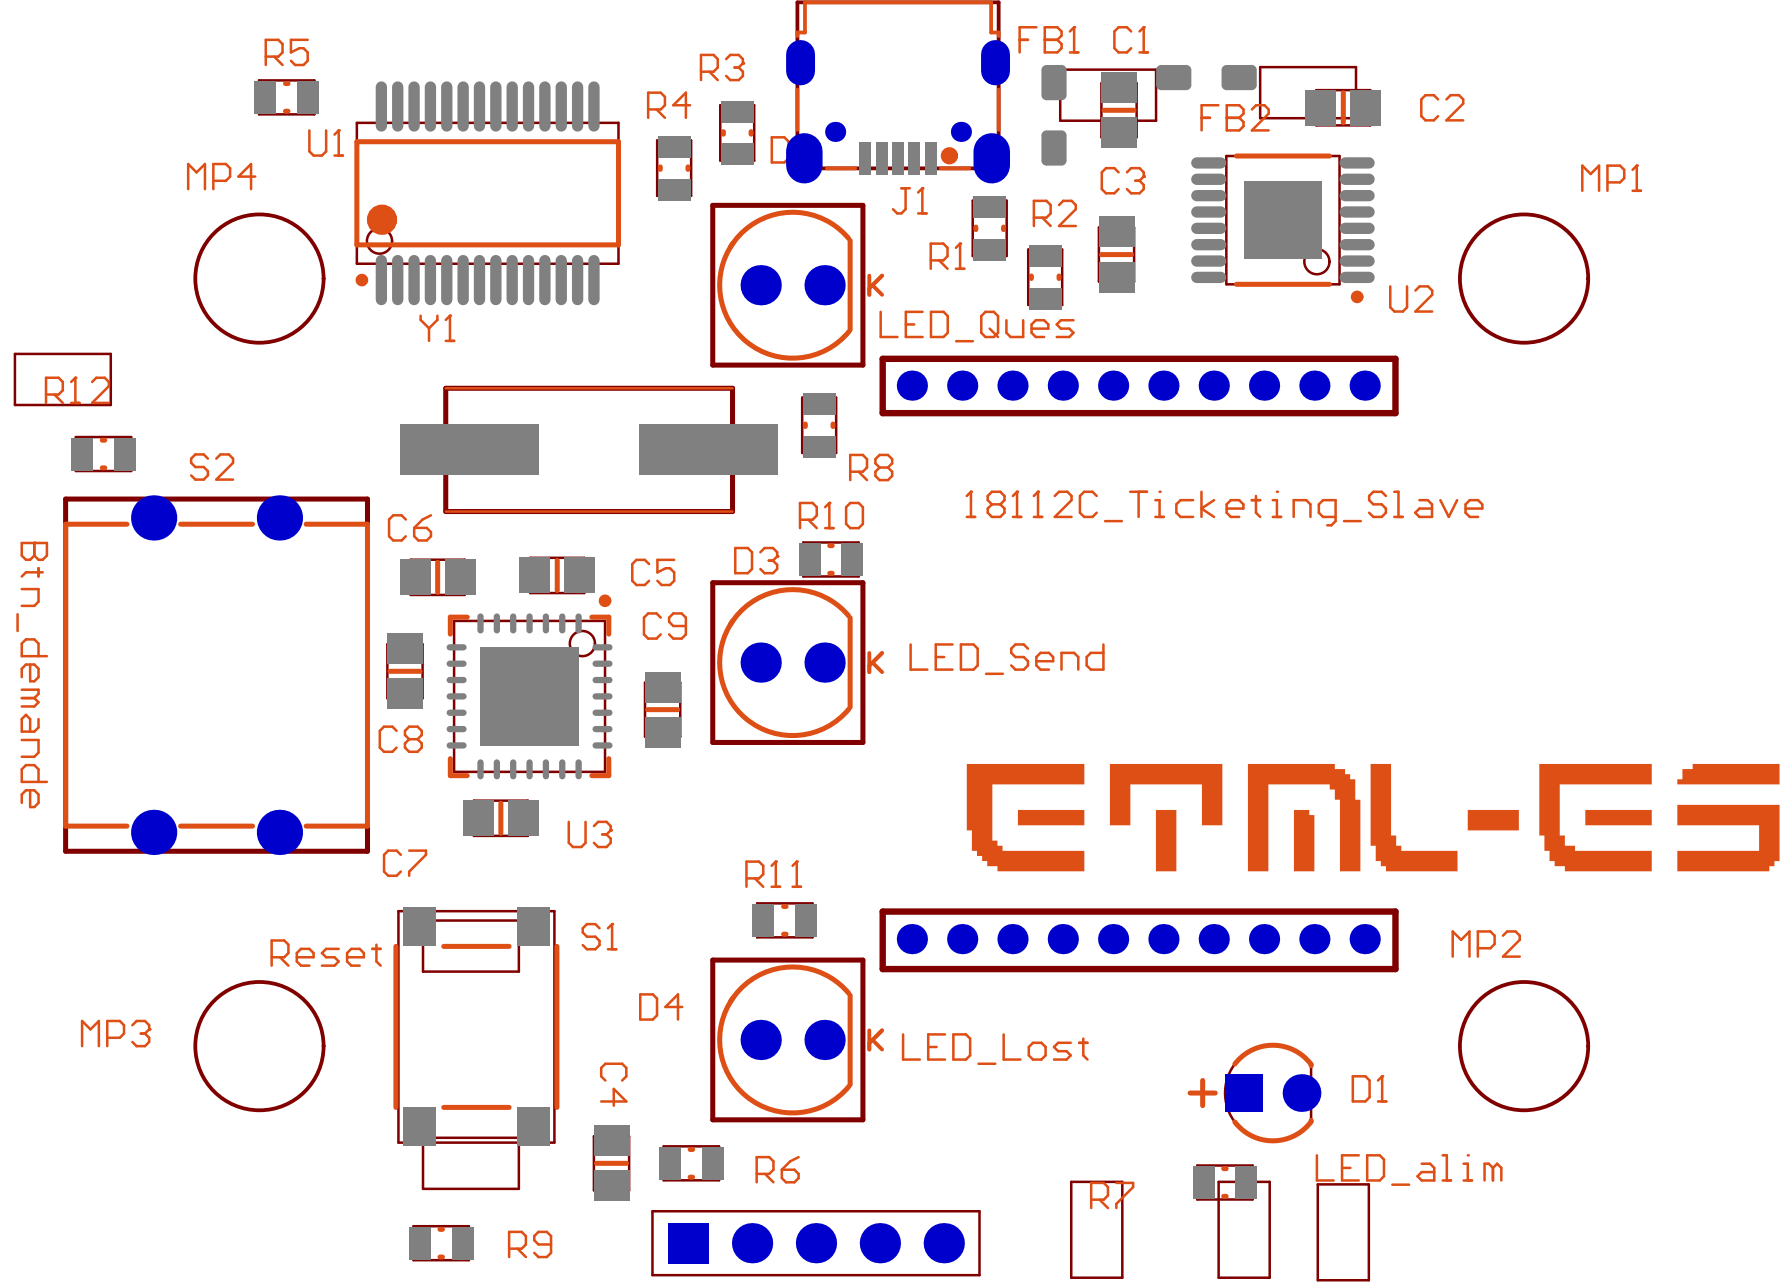 R5
R3
FB1
C1
R4
U1
FB2
C2
MP4
D
C3
MP1
J1
R2
R1
U2
K
LED_Ques
Y1
R12
S2
R8
18112C_Ticketing_Slave
C6
R10
D3
C5
Btn_demande
C9
K
LED_Send
C8
U3
C7
ETML-ES
R11
Reset
S1
MP2
MP3
D4
K
LED_Lost
C4
+
D1
R6
LED_alim
R7
R9